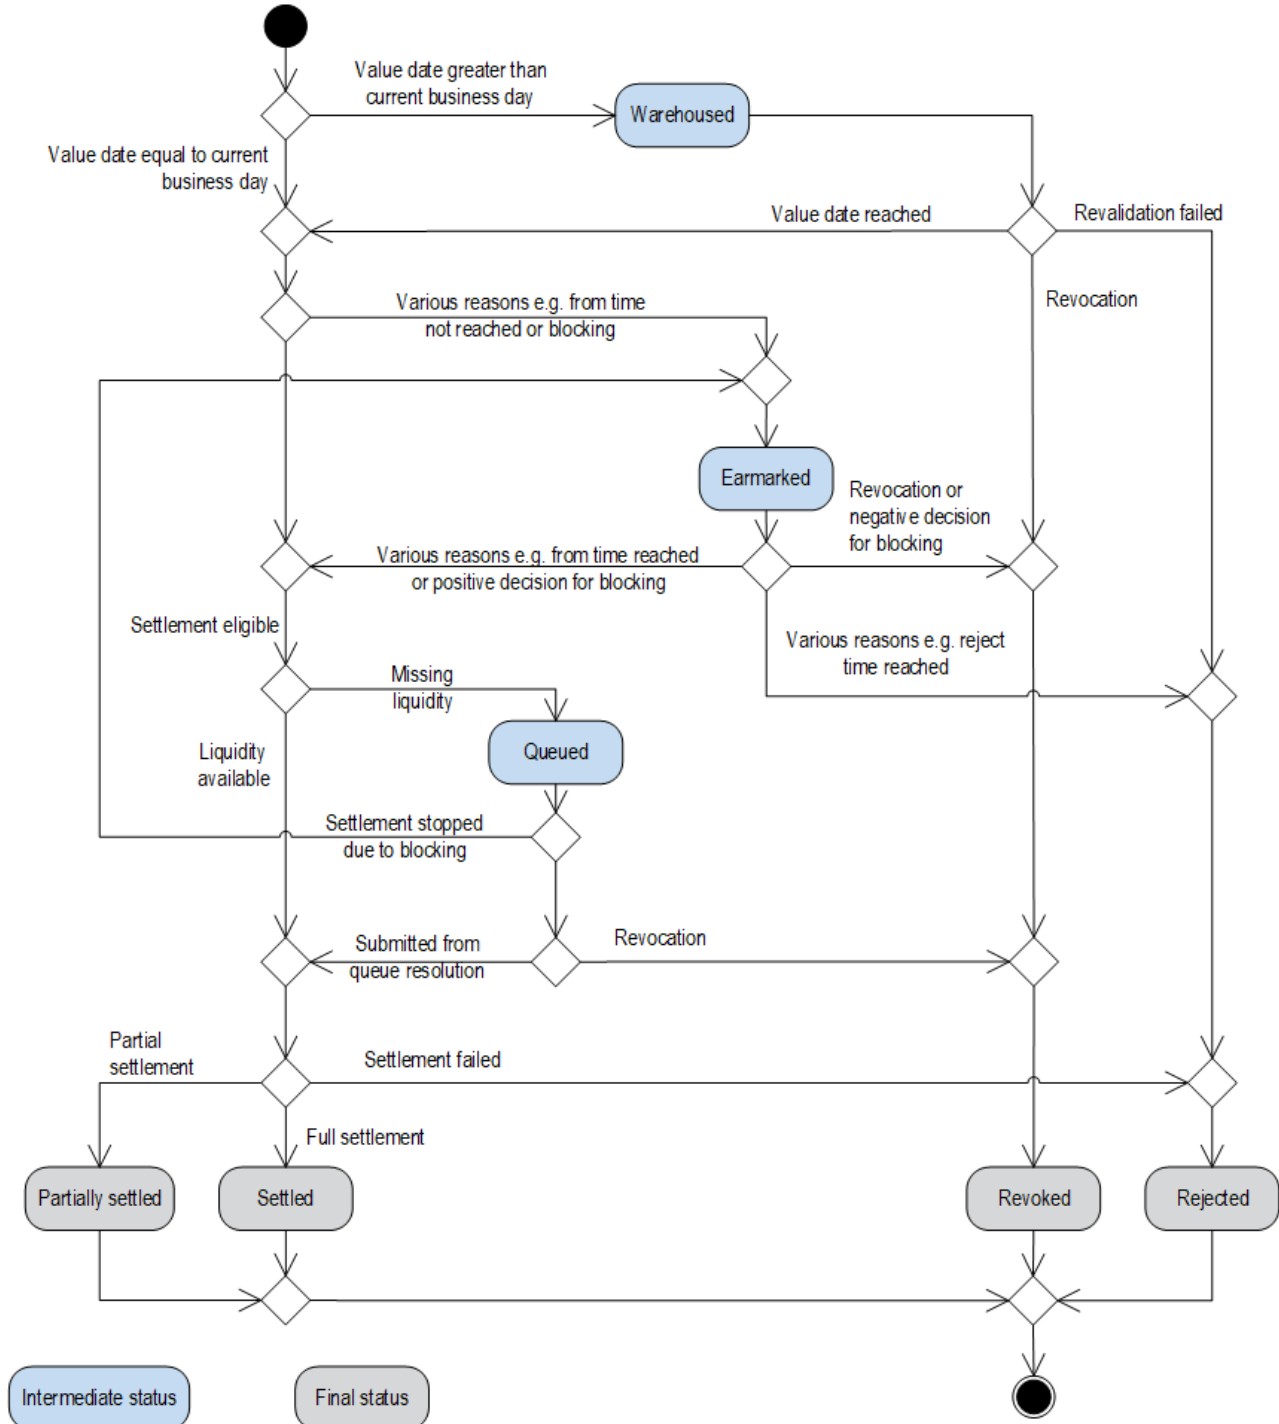 Value date greater than
current business day
Warehoused
Value date equal to current
business day
Value date reached
Revalidation failed
Revocation
Various reasons e.g. from time
not reached or blocking
Earmarked
Revocation or
negative decision
for blocking
Various reasons e.g. from time reached
or positive decision for blocking
Settlement eligible
Various reasons e.g. reject
time reached
Missing
liquidity
Queued
Liquidity
available
Settlement stopped
due to blocking
Submitted from
queue resolution
Revocation
Partial
settlement
Settlement failed
Full settlement
Partially settled
Settled
Revoked
Rejected
Intermediate status
Final status